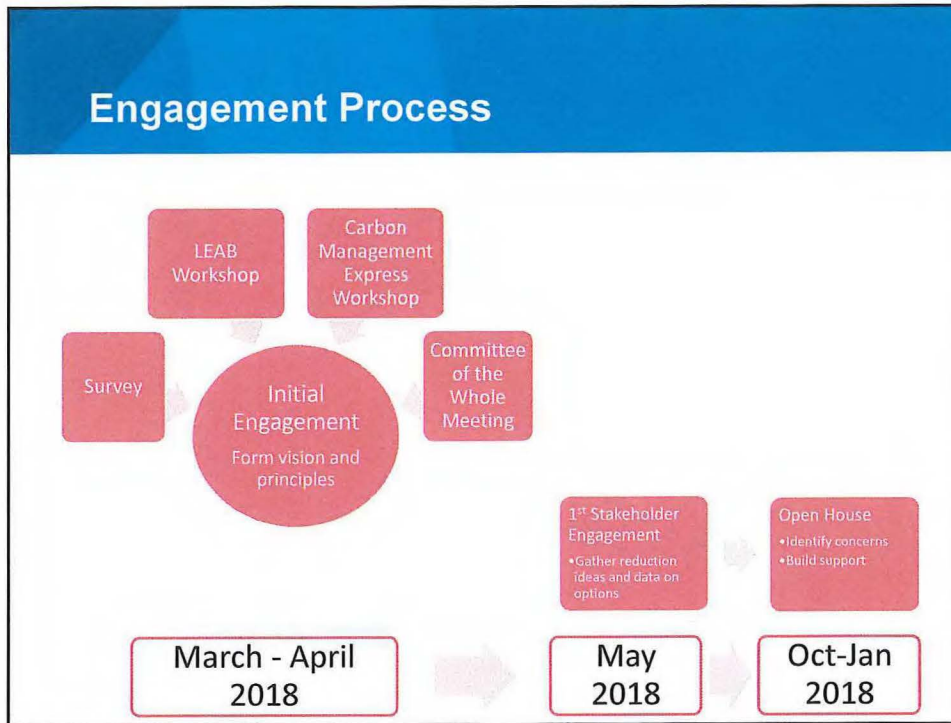 Engagement Process
LEAB
Workshop
Carbon
Management
Express
Workshop
Survey
Committee
of the
Whole
Meeting
Initial
Engagement
Form vision and
principles
1st Stakeholder
Engagement
•Gather reduction
ideas and data on
options
Open House
•Identify concerns
•Build support
March - April
2018
May
2018
Oct-Jan
2018